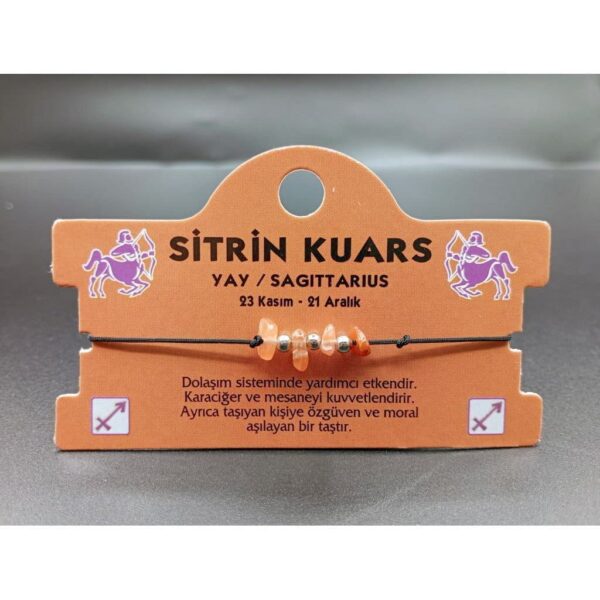 SİTRİN KUARS
YAY / SAGITTARIUS
23 Kasım - 21 Aralık
Dolaşım sisteminde yardımcı etkendir.
Karaciğer ve mesaneyi kuvvetlendirir.
Ayrıca taşıyan kişiye özgüven ve moral
aşılayan bir taştır.